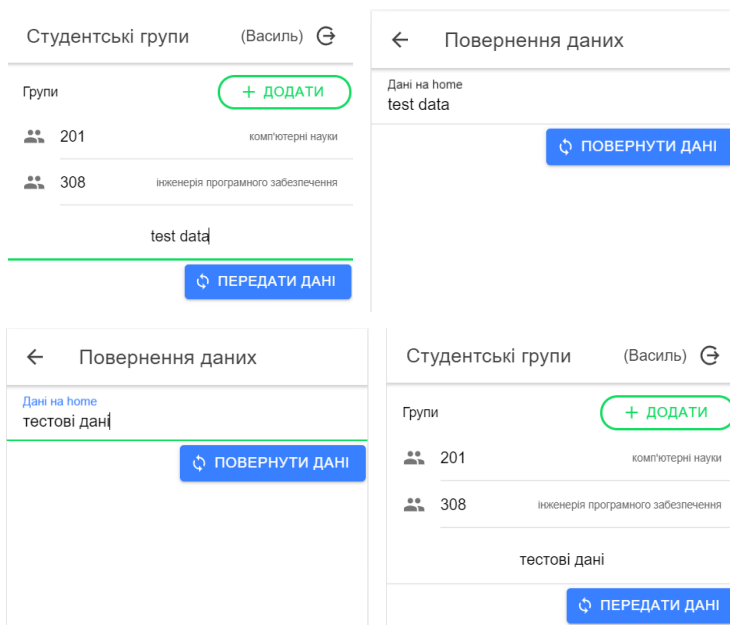 Студентські групи (Василь)
Групи + ДОДАТИ
201 комп'ютерні науки
308 інженерія програмного забезпечення
test data
ПЕРЕДАТИ ДАНІ
Повернення даних
Дані на home
test data
ПОВЕРНУТИ ДАНІ
Повернення даних
Дані на home
тестові дані
ПОВЕРНУТИ ДАНІ
Студентські групи (Василь)
Групи + ДОДАТИ
201 комп'ютерні науки
308 інженерія програмного забезпечення
тестові дані
ПЕРЕДАТИ ДАНІ